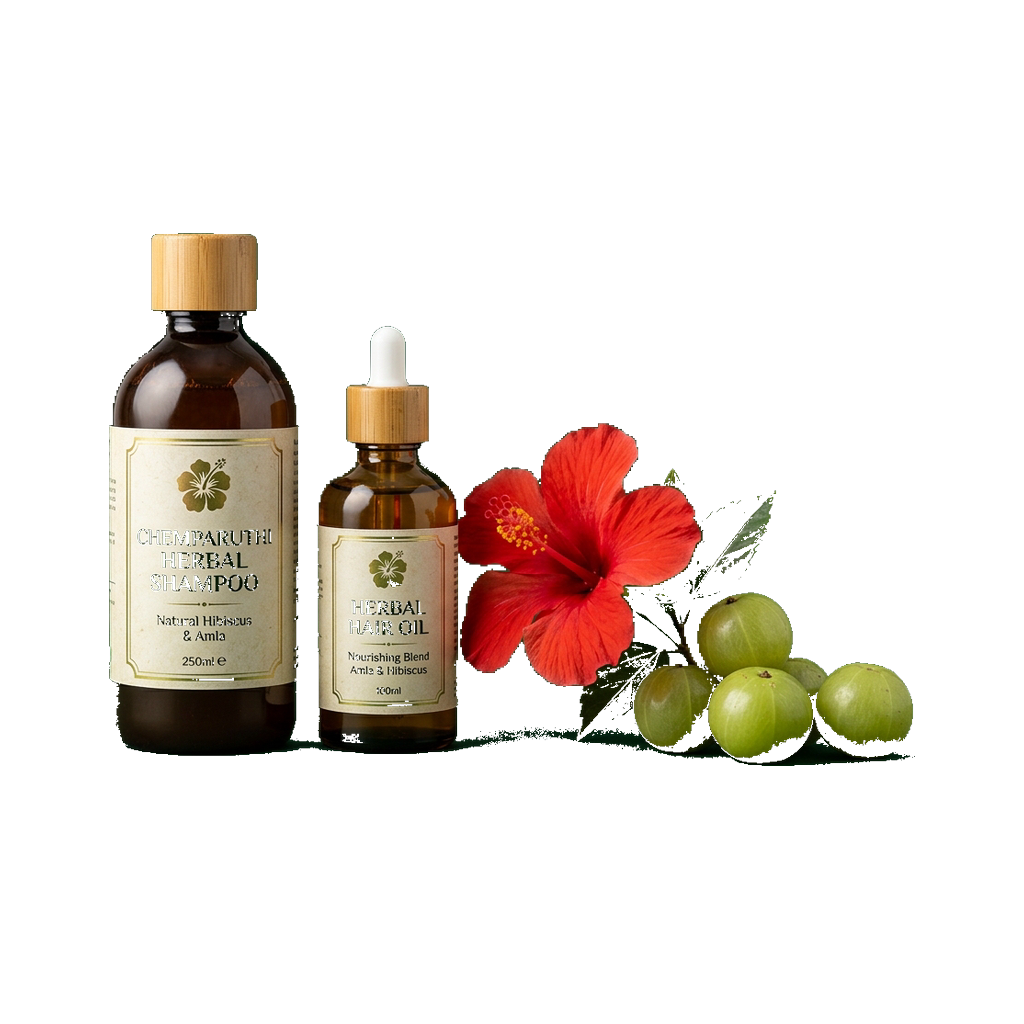 CHEMPARUTHI
HERBAL
SHAMPOO
Natural Hibiscus
& Amla
250ml ℮
HERBAL
HAIR OIL
Nourishing Blend
Amla & Hibiscus
100ml